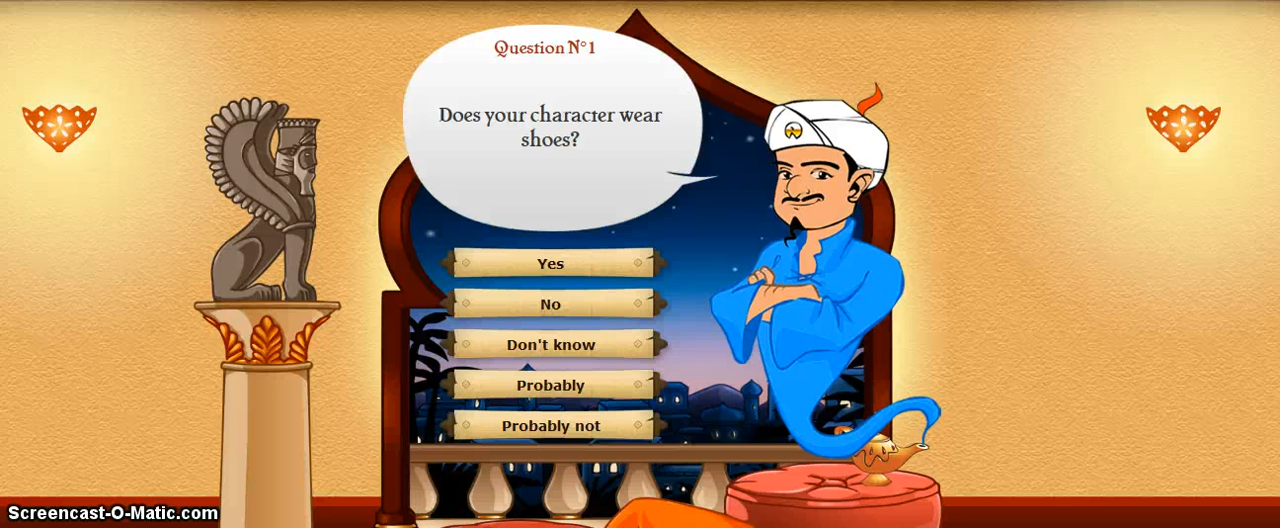 Question N°1
Does your character wear
shoes?
Yes
No
Don't know
Probably
Probably not
Screencast-O-Matic.com